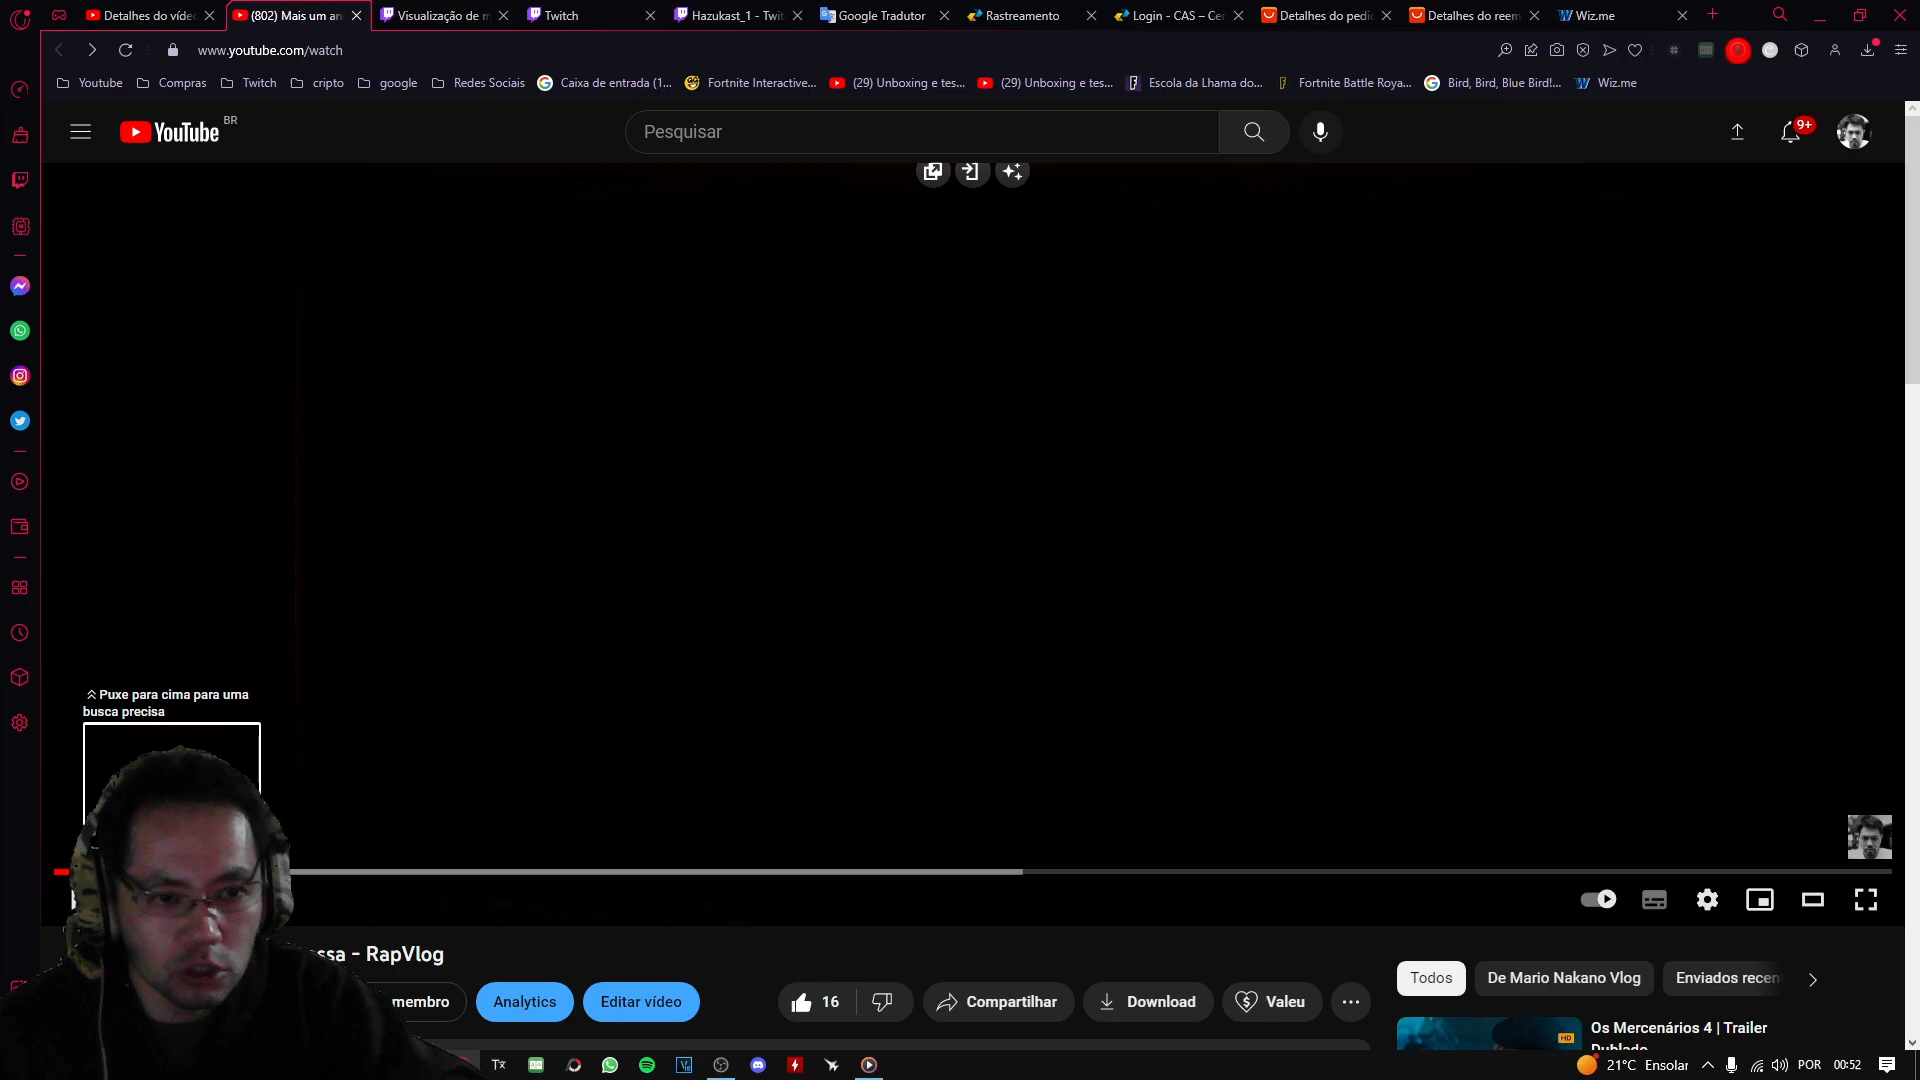 Detalhes do víde
(802) Mais um an
Visualização de m
Twitch
Hazukast_1 - Twit
Google Tradutor
Rastreamento
Login - CAS – Cer
Detalhes do pedic
Detalhes do reem
Wiz.me
www.youtube.com/watch
Youtube
Compras
Twitch
cripto
google
Redes Sociais
Caixa de entrada (1...
Fortnite Interactive...
(29) Unboxing e tes...
(29) Unboxing e tes...
Escola da Lhama do...
Fortnite Battle Roya...
Bird, Bird, Blue Bird!...
Wiz.me
YouTube BR
Pesquisar
9+
Puxe para cima para uma
busca precisa
ssa - RapVlog
membro
Analytics
Editar vídeo
16
Compartilhar
Download
Valeu
Todos
De Mario Nakano Vlog
Enviados recen
Os Mercenários 4 | Trailer
Dublado
HD
21°C Ensolar
POR
00:52